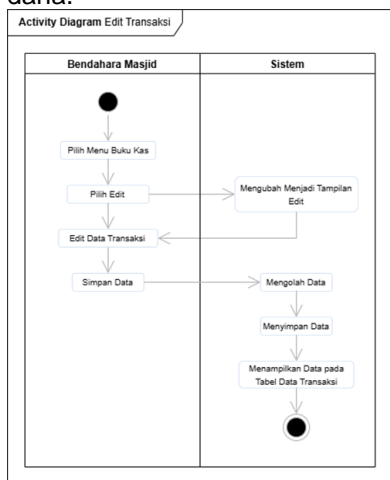 dana.
Activity Diagram Edit Transaksi
Bendahara Masjid
Sistem
Pilih Menu Buku Kas
Pilih Edit
Mengubah Menjadi Tampilan
Edit
Edit Data Transaksi
Simpan Data
Mengolah Data
Menyimpan Data
Menampilkan Data pada
Tabel Data Transaksi